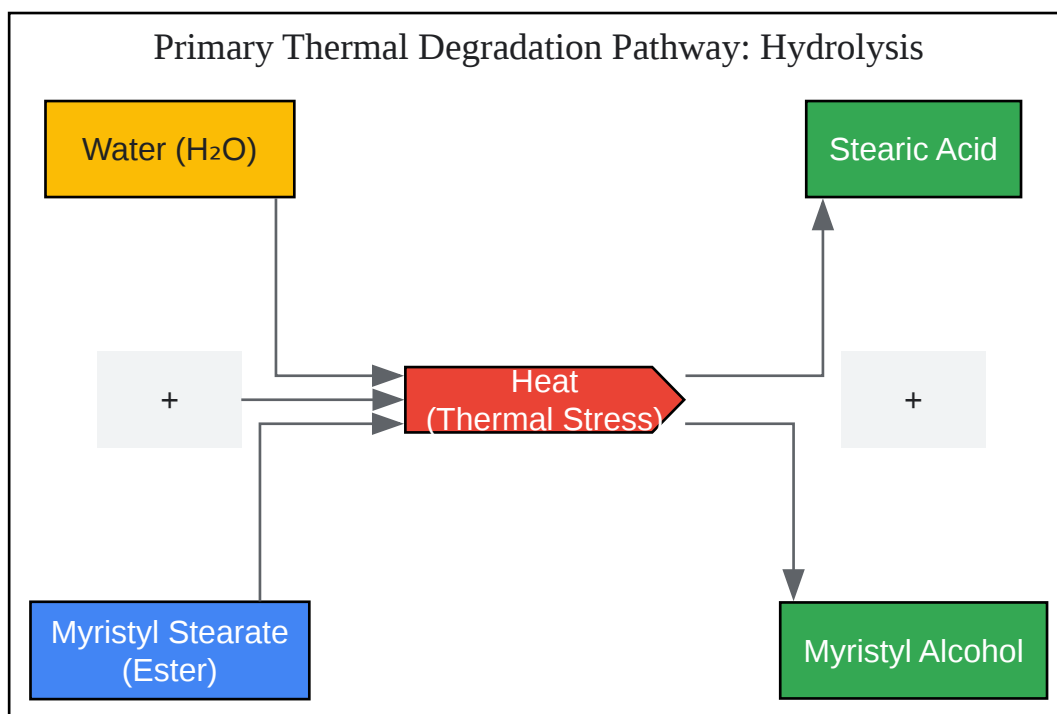 Primary Thermal Degradation Pathway: Hydrolysis
Water (H₂O)
Stearic Acid
+
Heat
(Thermal Stress)
+
Myristyl Stearate
(Ester)
Myristyl Alcohol